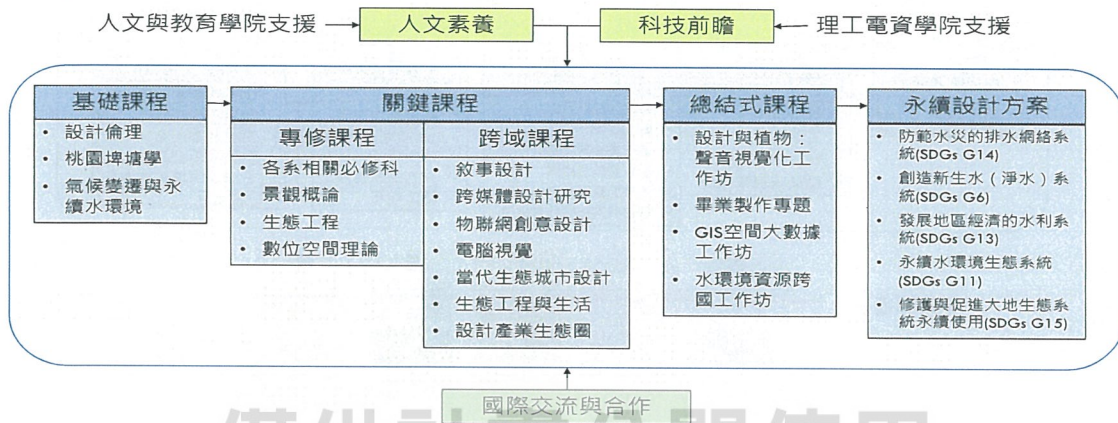 人文與教育學院支援
人文素養
科技前瞻
理工電資學院支援
基礎課程
• 設計倫理
• 桃園埤塘學
• 氣候變遷與永
續水環境
關鍵課程
專修課程
• 各系相關必修科
• 景觀概論
• 生態工程
• 數位空間理論
跨域課程
• 敘事設計
• 跨媒體設計研究
• 物聯網創意設計
• 電腦視覺
• 當代生態城市設計
• 生態工程與生活
• 設計產業生態圈
總結式課程
• 設計與植物：
聲音視覺化工
作坊
• 畢業製作專題
• GIS空間大數據
工作坊
• 水環境資源跨
國工作坊
永續設計方案
• 防範水災的排水網絡系
統(SDGs G14)
• 創造新生水（淨水）系
統(SDGs G6)
• 發展地區經濟的水利系
統(SDGs G13)
• 永續水環境生態系統
(SDGs G11)
• 修護與促進大地生態系
統永續使用(SDGs G15)
國際交流與合作